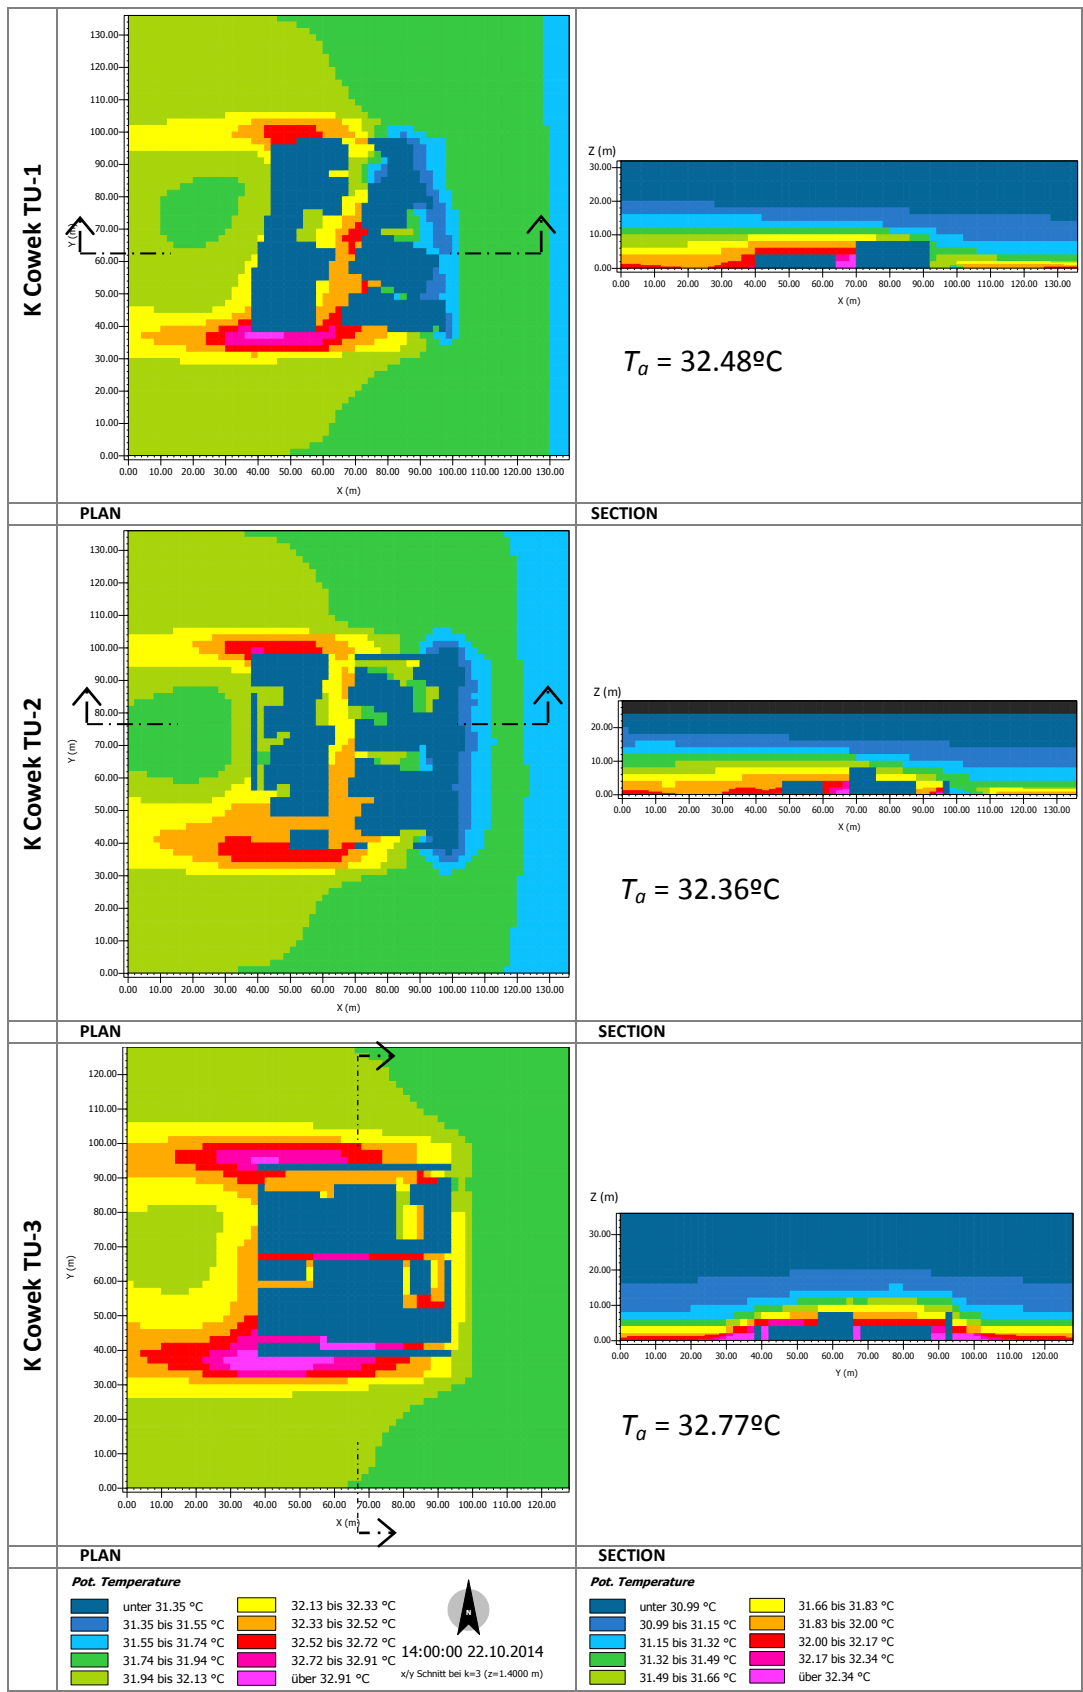 K Cowek TU-1
130.00
120.00
110.00
100.00
90.00
80.00
70.00
60.00
50.00
40.00
30.00
20.00
10.00
0.00
Y (m)
0.00 10.00 20.00 30.00 40.00 50.00 60.00 70.00 80.00 90.00 100.00 110.00 120.00 130.00
X (m)
Z (m)
30.00
20.00
10.00
0.00
0.00 10.00 20.00 30.00 40.00 50.00 60.00 70.00 80.00 90.00 100.00 110.00 120.00 130.00
X (m)
Ta = 32.48ºC
PLAN
SECTION
K Cowek TU-2
130.00
120.00
110.00
100.00
90.00
80.00
70.00
60.00
50.00
40.00
30.00
20.00
10.00
0.00
Y (m)
0.00 10.00 20.00 30.00 40.00 50.00 60.00 70.00 80.00 90.00 100.00 110.00 120.00 130.00
X (m)
Z (m)
20.00
10.00
0.00
0.00 10.00 20.00 30.00 40.00 50.00 60.00 70.00 80.00 90.00 100.00 110.00 120.00 130.00
X (m)
Ta = 32.36ºC
PLAN
SECTION
K Cowek TU-3
120.00
110.00
100.00
90.00
80.00
70.00
60.00
50.00
40.00
30.00
20.00
10.00
0.00
Y (m)
0.00 10.00 20.00 30.00 40.00 50.00 60.00 70.00 80.00 90.00 100.00 110.00 120.00
X (m)
Z (m)
30.00
20.00
10.00
0.00
0.00 10.00 20.00 30.00 40.00 50.00 60.00 70.00 80.00 90.00 100.00 110.00 120.00
Y (m)
Ta = 32.77ºC
PLAN
SECTION
Pot. Temperature
unter 31.35 °C
31.35 bis 31.55 °C
31.55 bis 31.74 °C
31.74 bis 31.94 °C
31.94 bis 32.13 °C
32.13 bis 32.33 °C
32.33 bis 32.52 °C
32.52 bis 32.72 °C
32.72 bis 32.91 °C
über 32.91 °C
N
14:00:00 22.10.2014
x/y Schnitt bei k=3 (z=1.4000 m)
Pot. Temperature
unter 30.99 °C
30.99 bis 31.15 °C
31.15 bis 31.32 °C
31.32 bis 31.49 °C
31.49 bis 31.66 °C
31.66 bis 31.83 °C
31.83 bis 32.00 °C
32.00 bis 32.17 °C
32.17 bis 32.34 °C
über 32.34 °C